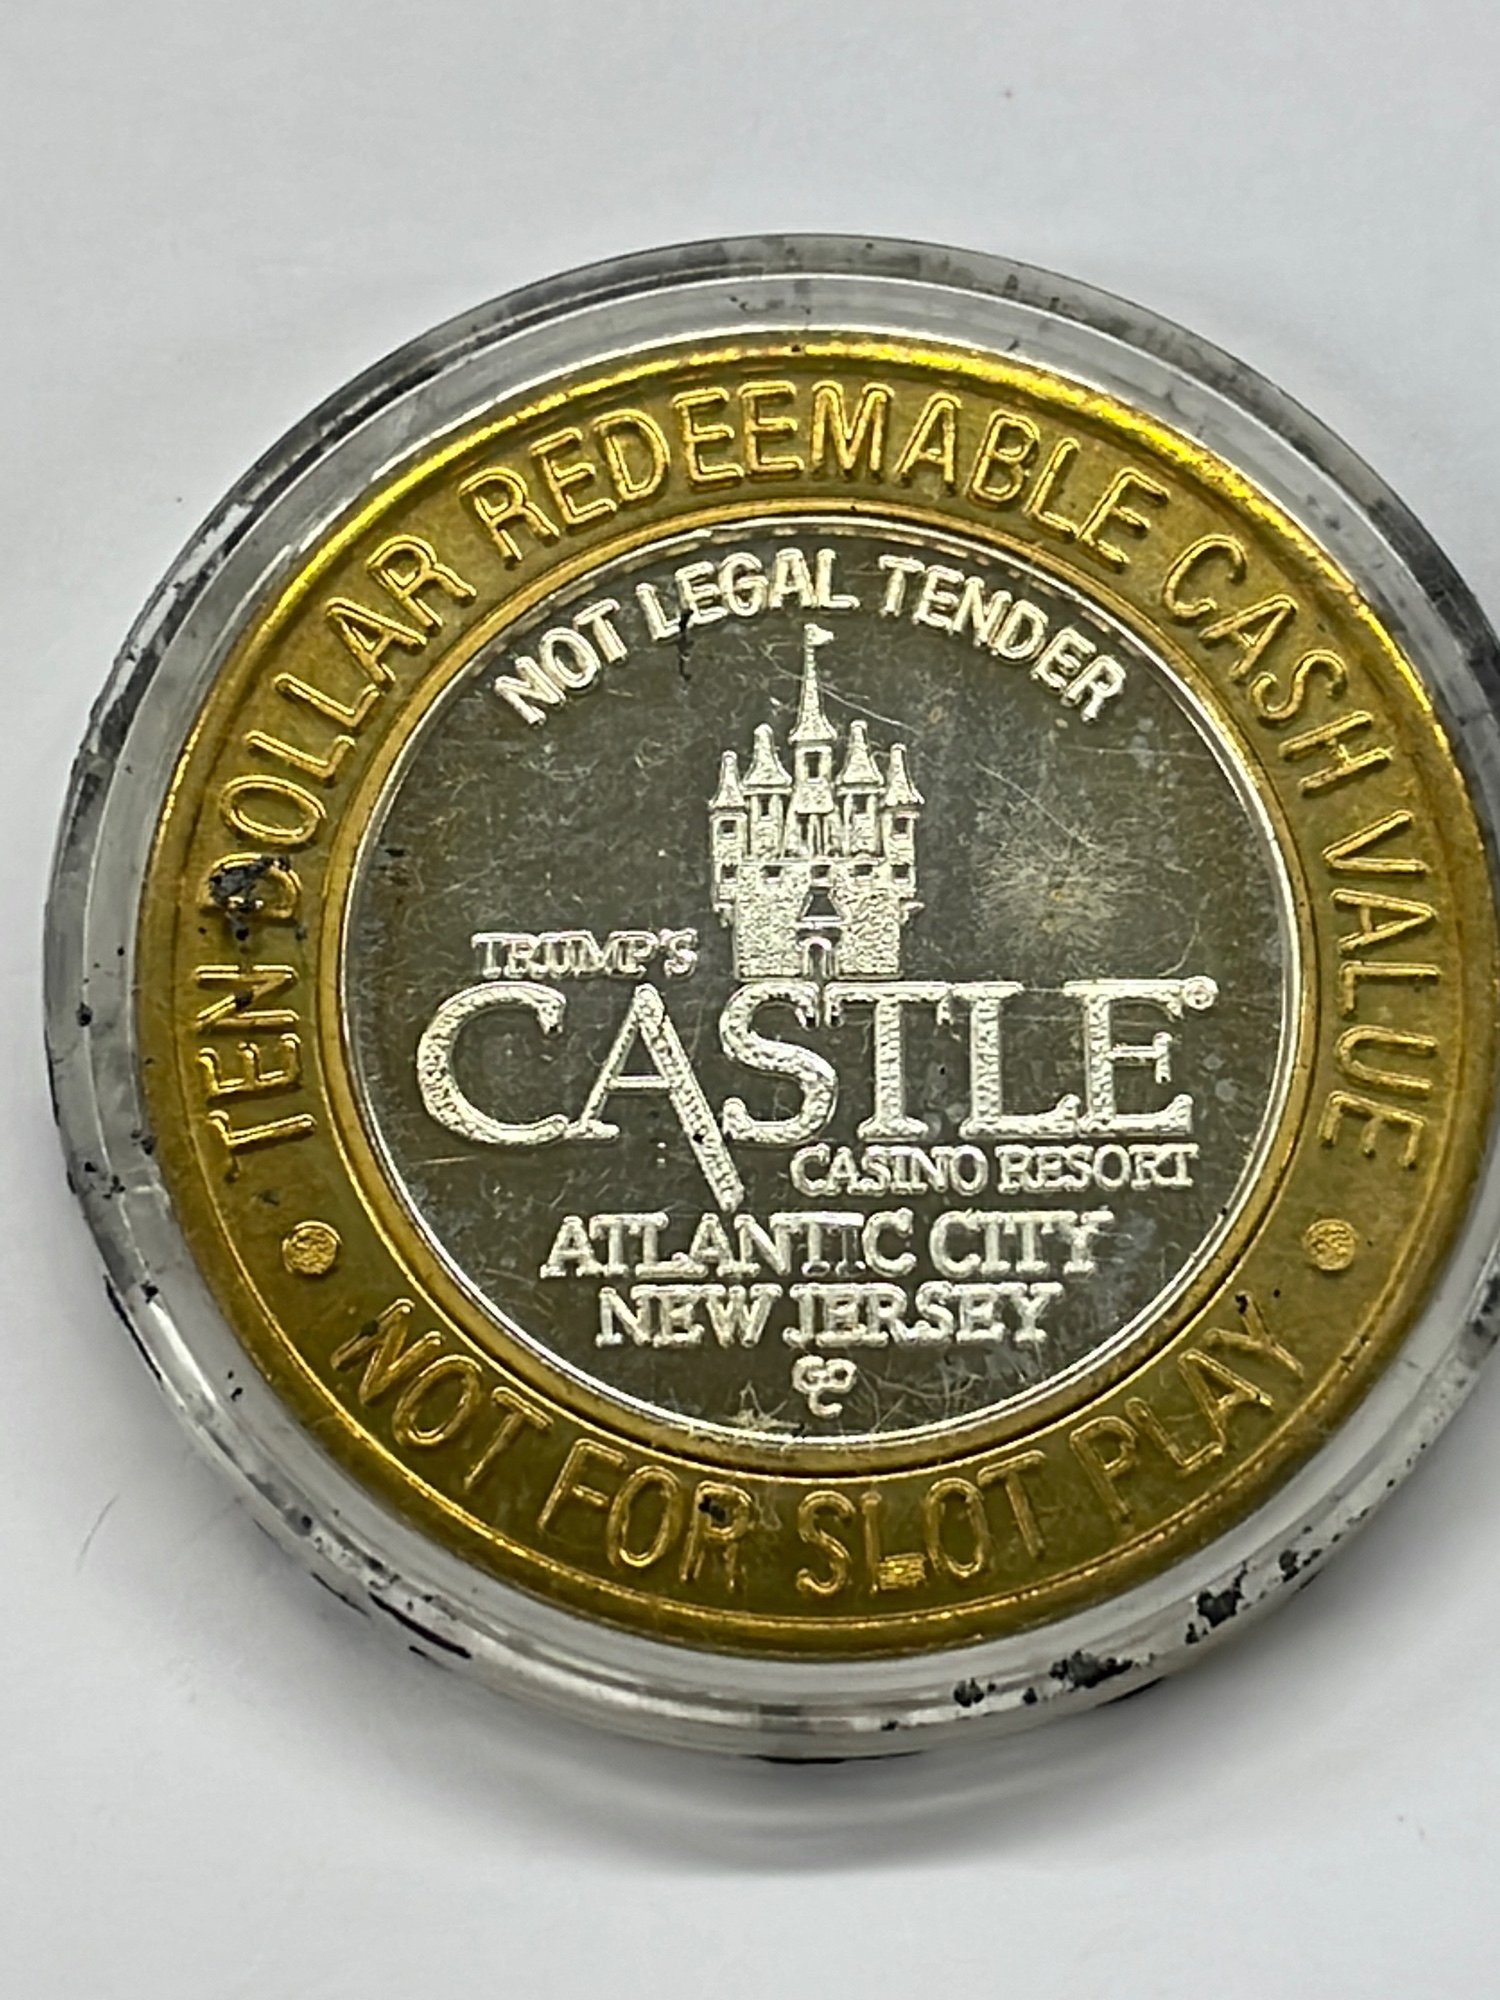 TEN DOLLAR REDEEMABLE CASH VALUE
NOT LEGAL TENDER
TRUMP'S
CASTLE®
CASINO RESORT
ATLANTIC CITY
NEW JERSEY
GDC
• NOT FOR SLOT PLAY •